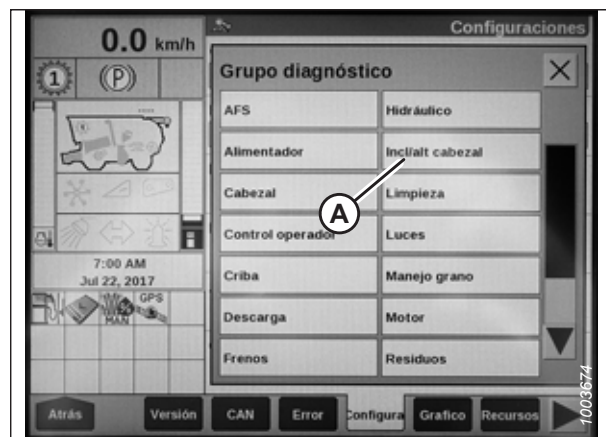 0.0 km/h
Configuraciones
1
(P)
Grupo diagnóstico
AFS
Hidráulico
Alimentador
Incl/alt cabezal
Cabezal
Limpieza
A
Control operador
Luces
Criba
Manejo grano
Descarga
Motor
Frenos
Residuos
7:00 AM
Jul 22, 2017
GPS
MAN
Atrás
Versión
CAN
Error
Configura
Grafico
Recursos
1003674